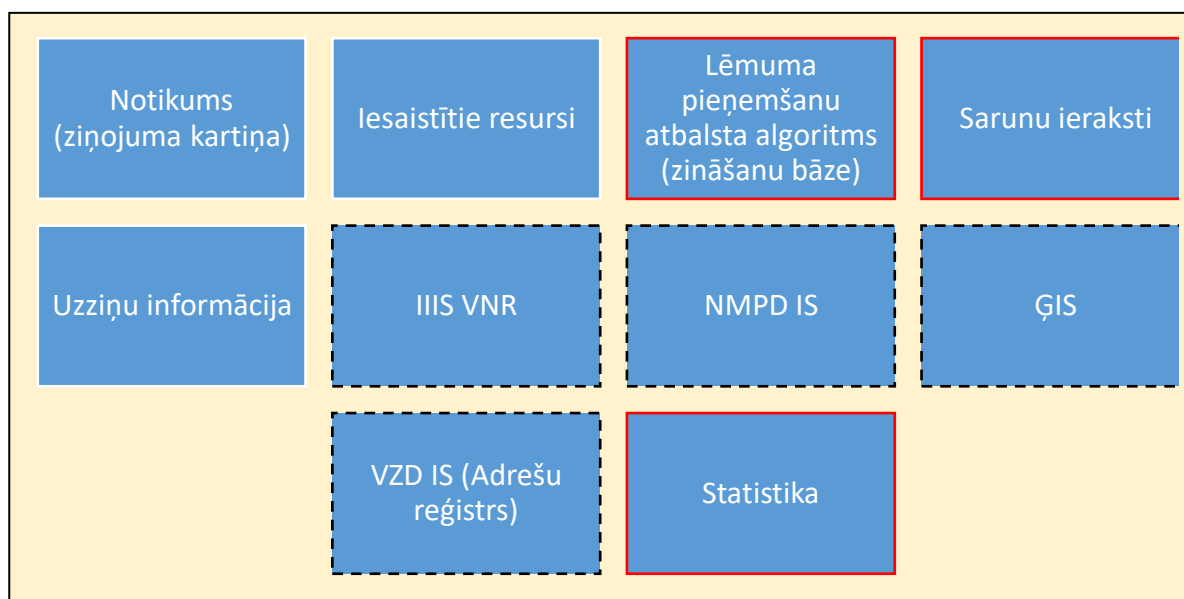 Notikums
(ziņojuma kartiņa)
Iesaistītie resursi
Lēmuma
pieņemšanu
atbalsta algoritms
(zināšanu bāze)
Sarunu ieraksti
Uzziņu informācija
IIIS VNR
NMPD IS
ĢIS
VZD IS (Adrešu
reģistrs)
Statistika